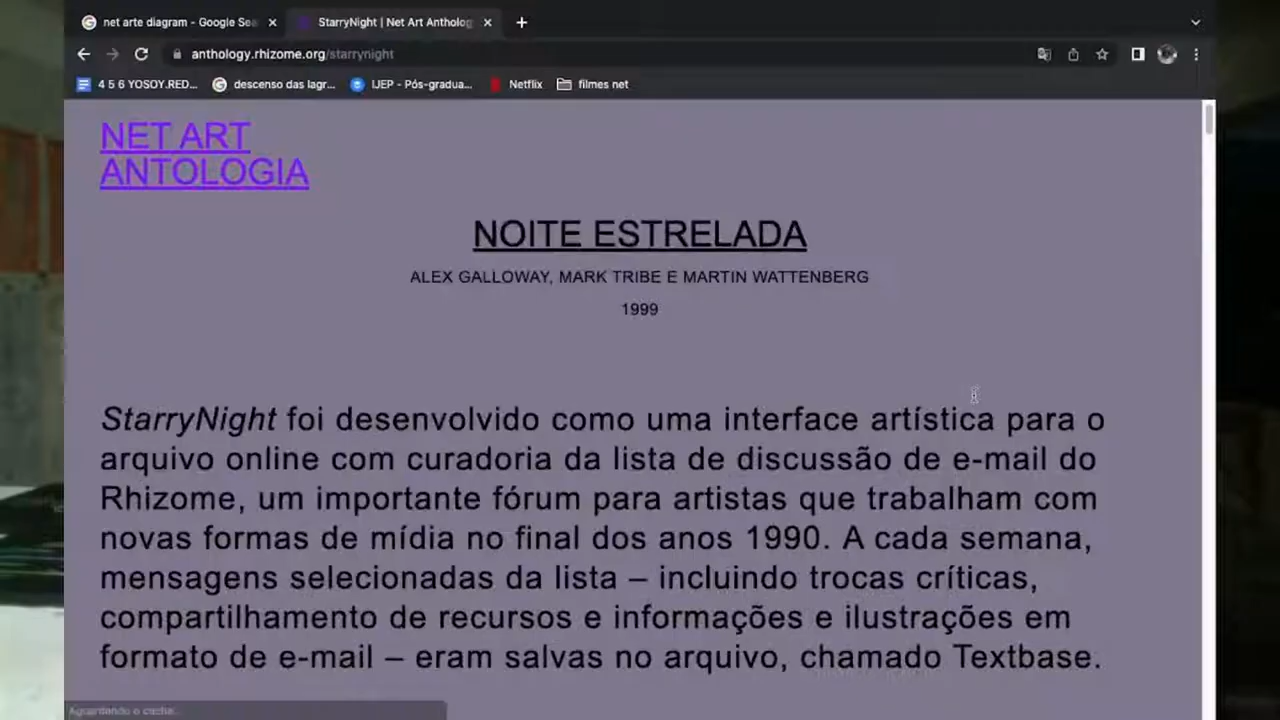 net arte diagram - Google Sea
StarryNight | Net Art Antholog
anthology.rhizome.org/starrynight
4 5 6 YOSOY.RED...
descenso das lagr...
IJEP - Pós-gradua...
Netflix
filmes net
NET ART
ANTOLOGIA
NOITE ESTRELADA
ALEX GALLOWAY, MARK TRIBE E MARTIN WATTENBERG
1999
StarryNight foi desenvolvido como uma interface artística para o
arquivo online com curadoria da lista de discussão de e-mail do
Rhizome, um importante fórum para artistas que trabalham com
novas formas de mídia no final dos anos 1990. A cada semana,
mensagens selecionadas da lista – incluindo trocas críticas,
compartilhamento de recursos e informações e ilustrações em
formato de e-mail – eram salvas no arquivo, chamado Textbase.
Aguardando o cache...